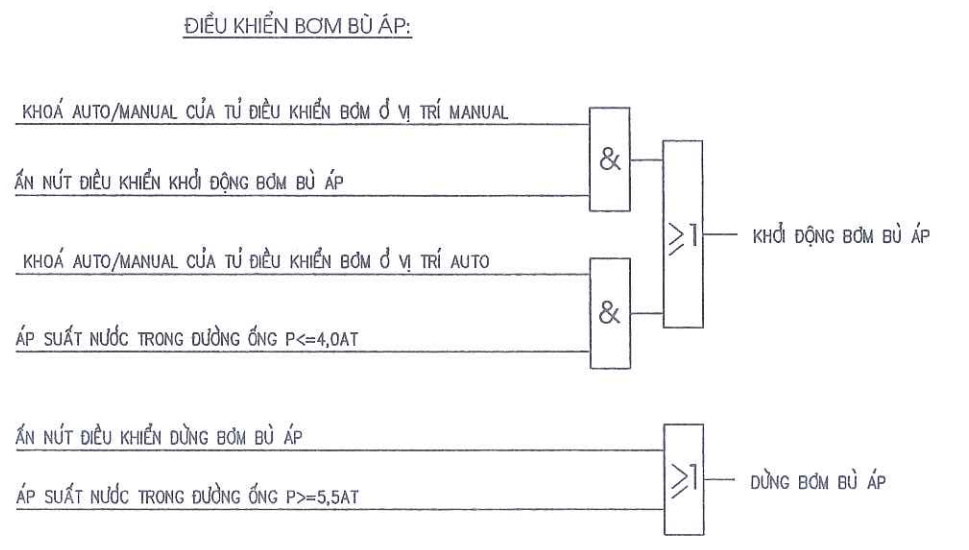 ĐIỀU KHIỂN BƠM BÙ ÁP:
KHOÁ AUTO/MANUAL CỦA TỦ ĐIỀU KHIỂN BƠM Ở VỊ TRÍ MANUAL
&
ẤN NÚT ĐIỀU KHIỂN KHỞI ĐỘNG BƠM BÙ ÁP
≥1
KHỞI ĐỘNG BƠM BÙ ÁP
KHOÁ AUTO/MANUAL CỦA TỦ ĐIỀU KHIỂN BƠM Ở VỊ TRÍ AUTO
&
ÁP SUẤT NƯỚC TRONG ĐƯỜNG ỐNG P<=4,0AT
ẤN NÚT ĐIỀU KHIỂN DỪNG BƠM BÙ ÁP
≥1
DỪNG BƠM BÙ ÁP
ÁP SUẤT NƯỚC TRONG ĐƯỜNG ỐNG P>=5,5AT